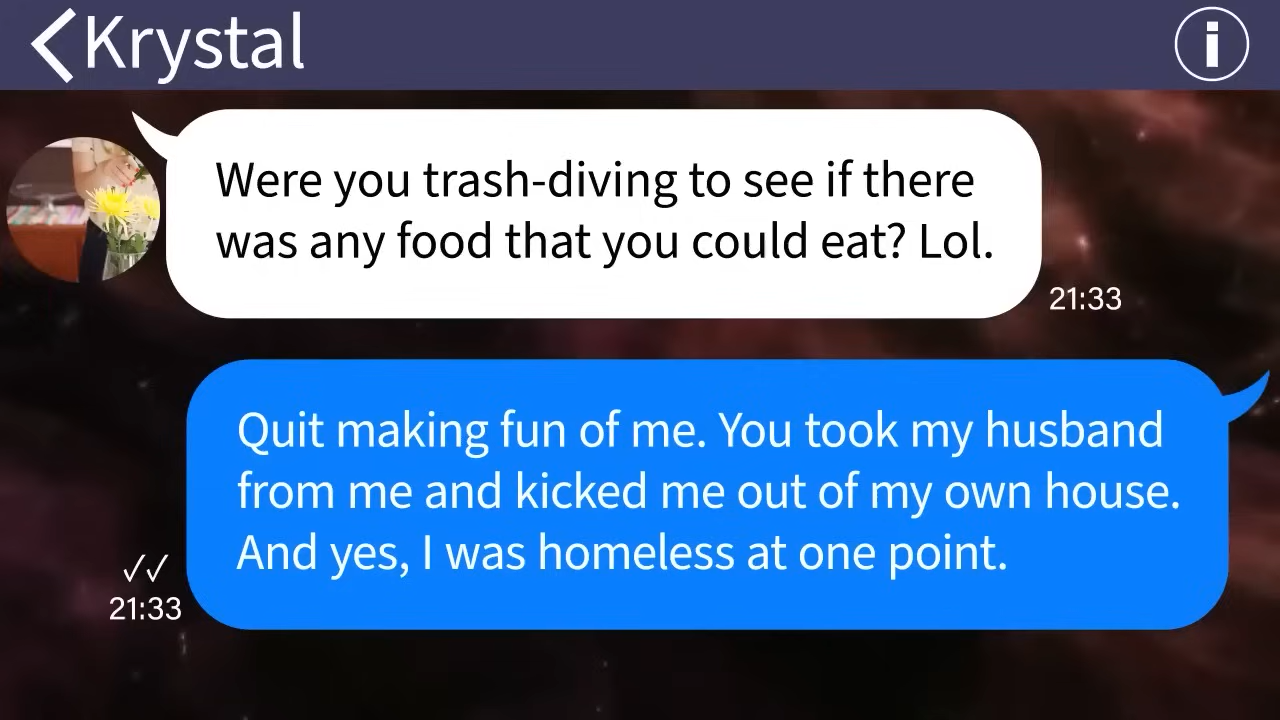 Krystal
Were you trash-diving to see if there
was any food that you could eat? Lol.
21:33
Quit making fun of me. You took my husband
from me and kicked me out of my own house.
And yes, I was homeless at one point.
21:33